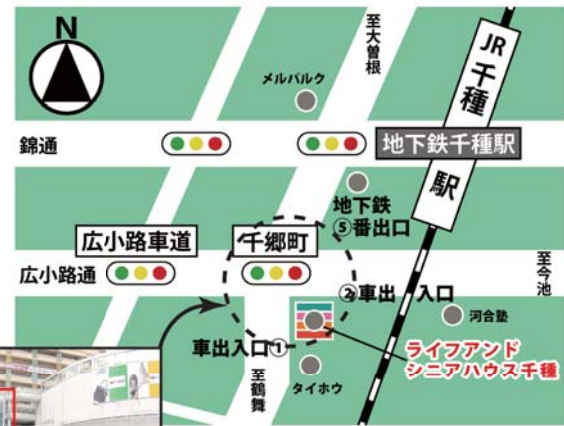 N
至大曽根
メルパルク
JR千種駅
錦通
地下鉄千種駅
地下鉄
⑤番出口
広小路車道
千郷町
広小路通
至今池
②車出入口
河合塾
車出入口①
ライフアンド
シニアハウス千種
至鶴舞
タイホウ